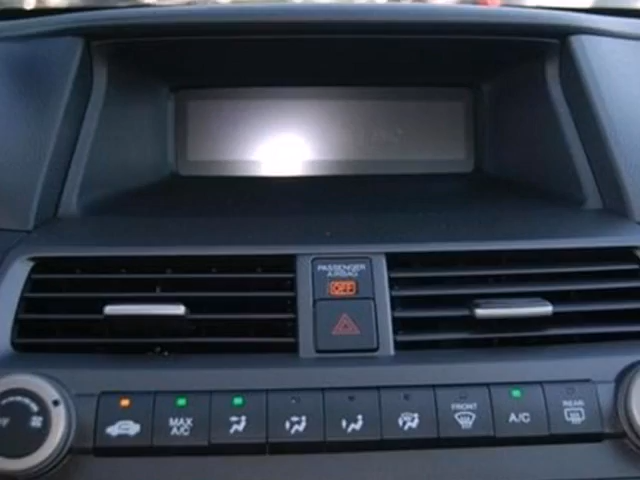 PASSENGER
AIRBAG
OFF
MAX
A/C
FRONT
A/C
REAR